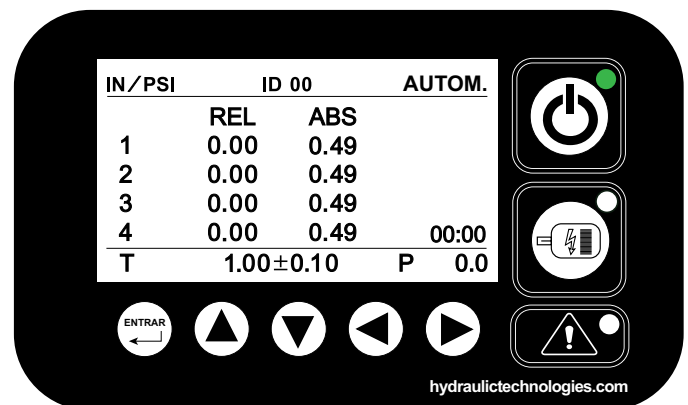 IN/PSI ID 00 AUTOM.
REL ABS
1 0.00 0.49
2 0.00 0.49
3 0.00 0.49
4 0.00 0.49 00:00
T 1.00±0.10 P 0.0
ENTRAR
hydraulictechnologies.com